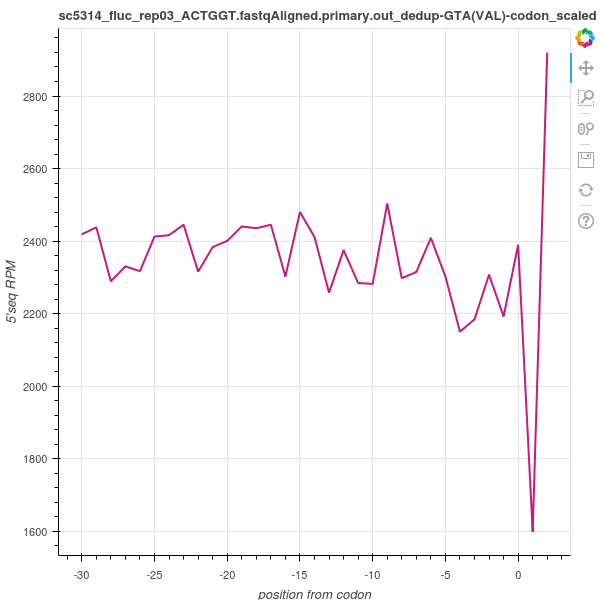 sc5314_fluc_rep03_ACTGGT.fastqAligned.primary.out_dedup-GTA(VAL)-codon_scaled
2800
2600
2400
2200
2000
1800
1600
5'seq RPM
-30 -25 -20 -15 -10 -5 0
position from codon